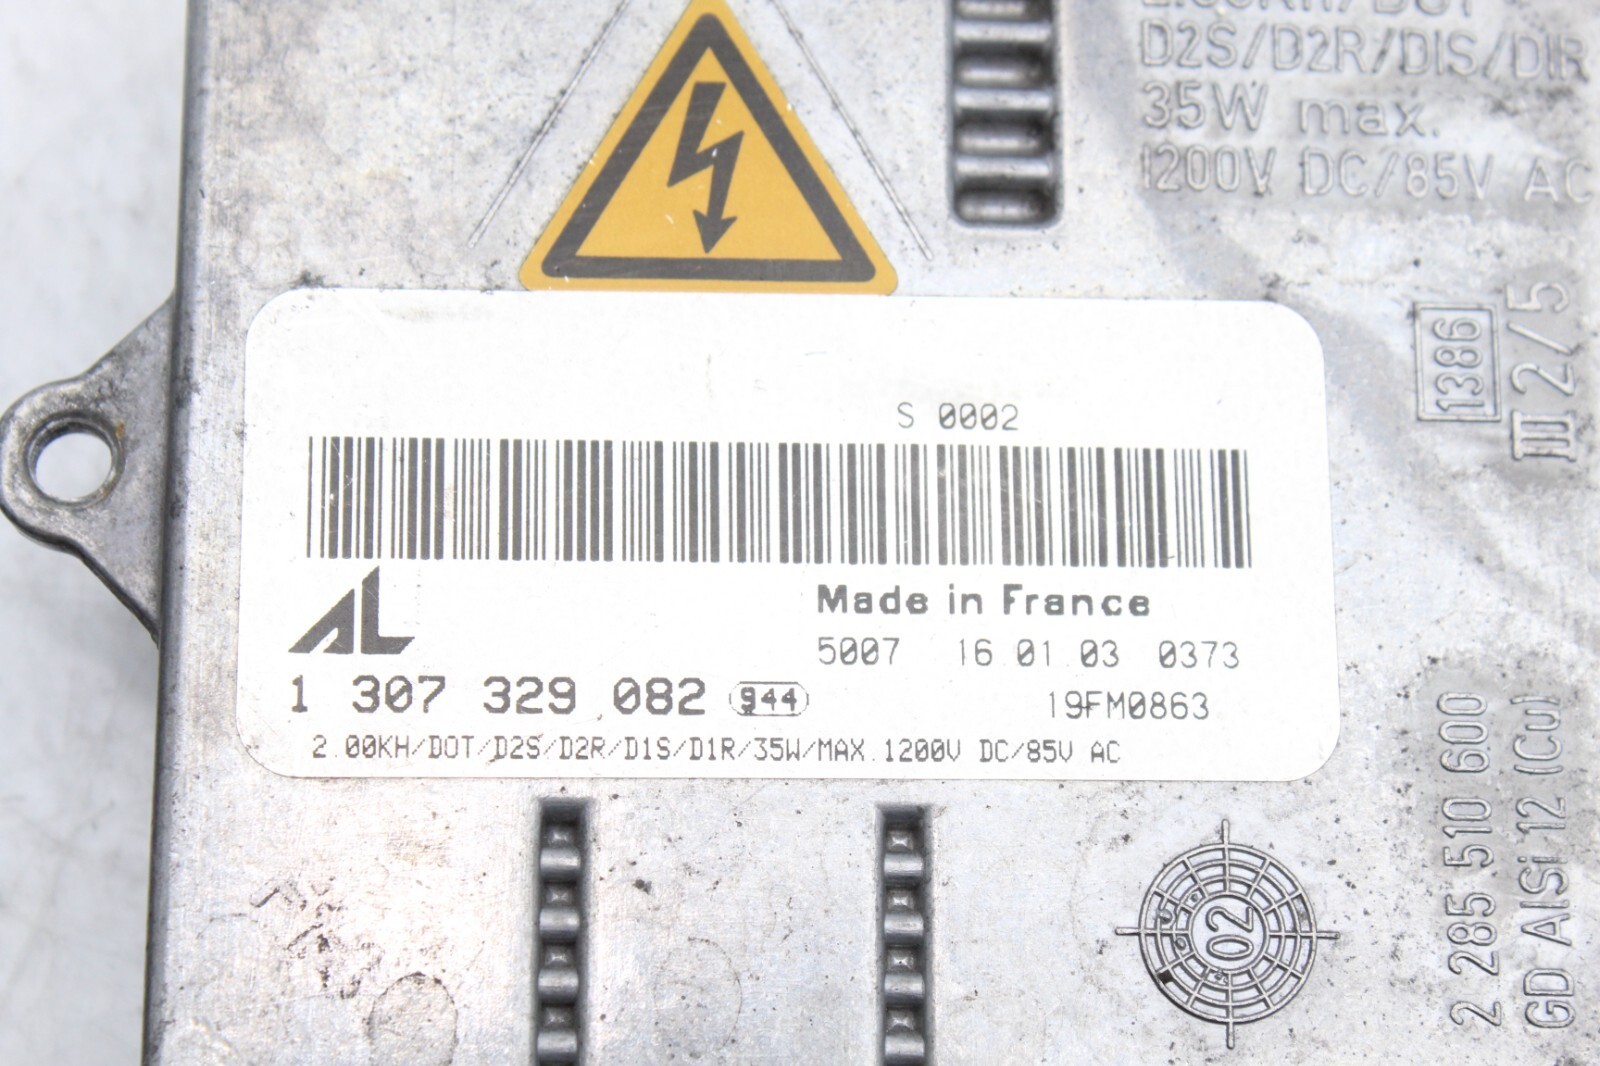 D2S/D2R/D1S/D1R
35W max.
1200V DC/85V AC
1386
III 2/5
S 0002
AL
Made in France
5007 16.01.03 0373
1 307 329 082 944
19FM0863
2.00KH/DOT/D2S/D2R/D1S/D1R/35W/MAX.1200V DC/85V AC
02
2 285 510 600
GD AlSi 12 (Cu)